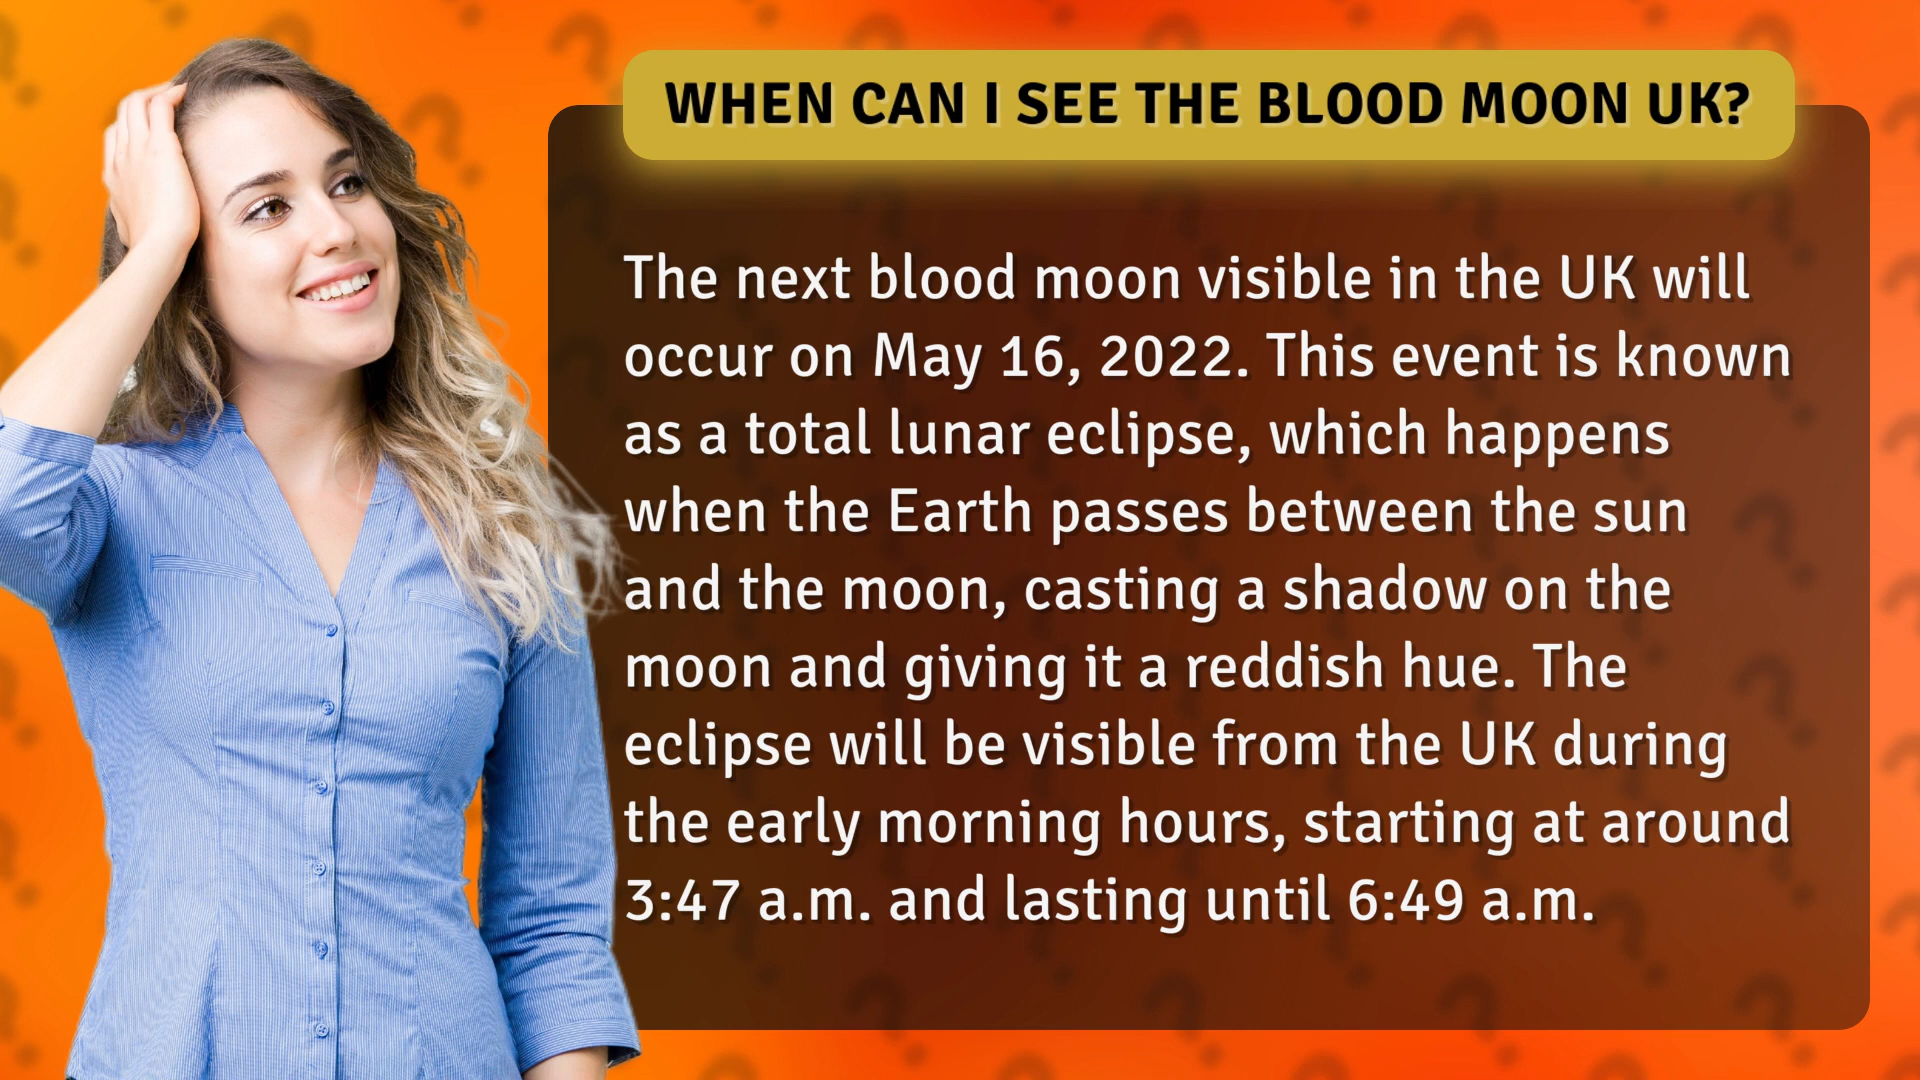 WHEN CAN I SEE THE BLOOD MOON UK?
The next blood moon visible in the UK will
occur on May 16, 2022. This event is known
as a total lunar eclipse, which happens
when the Earth passes between the sun
and the moon, casting a shadow on the
moon and giving it a reddish hue. The
eclipse will be visible from the UK during
the early morning hours, starting at around
3:47 a.m. and lasting until 6:49 a.m.